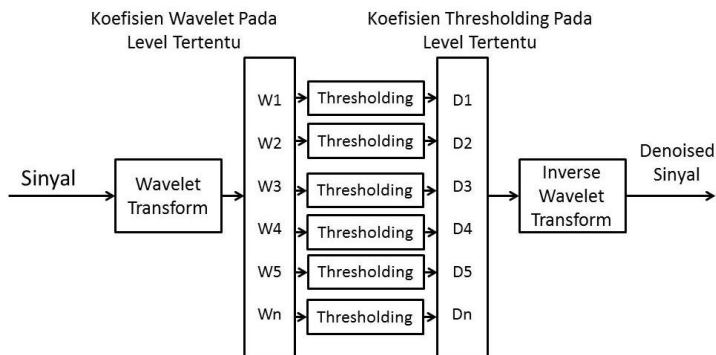 Koefisien Wavelet Pada
Level Tertentu
Koefisien Thresholding Pada
Level Tertentu
Sinyal
Wavelet
Transform
W1
Thresholding
D1
W2
Thresholding
D2
W3
Thresholding
D3
W4
Thresholding
D4
W5
Thresholding
D5
Wn
Thresholding
Dn
Inverse
Wavelet
Transform
Denoised
Sinyal